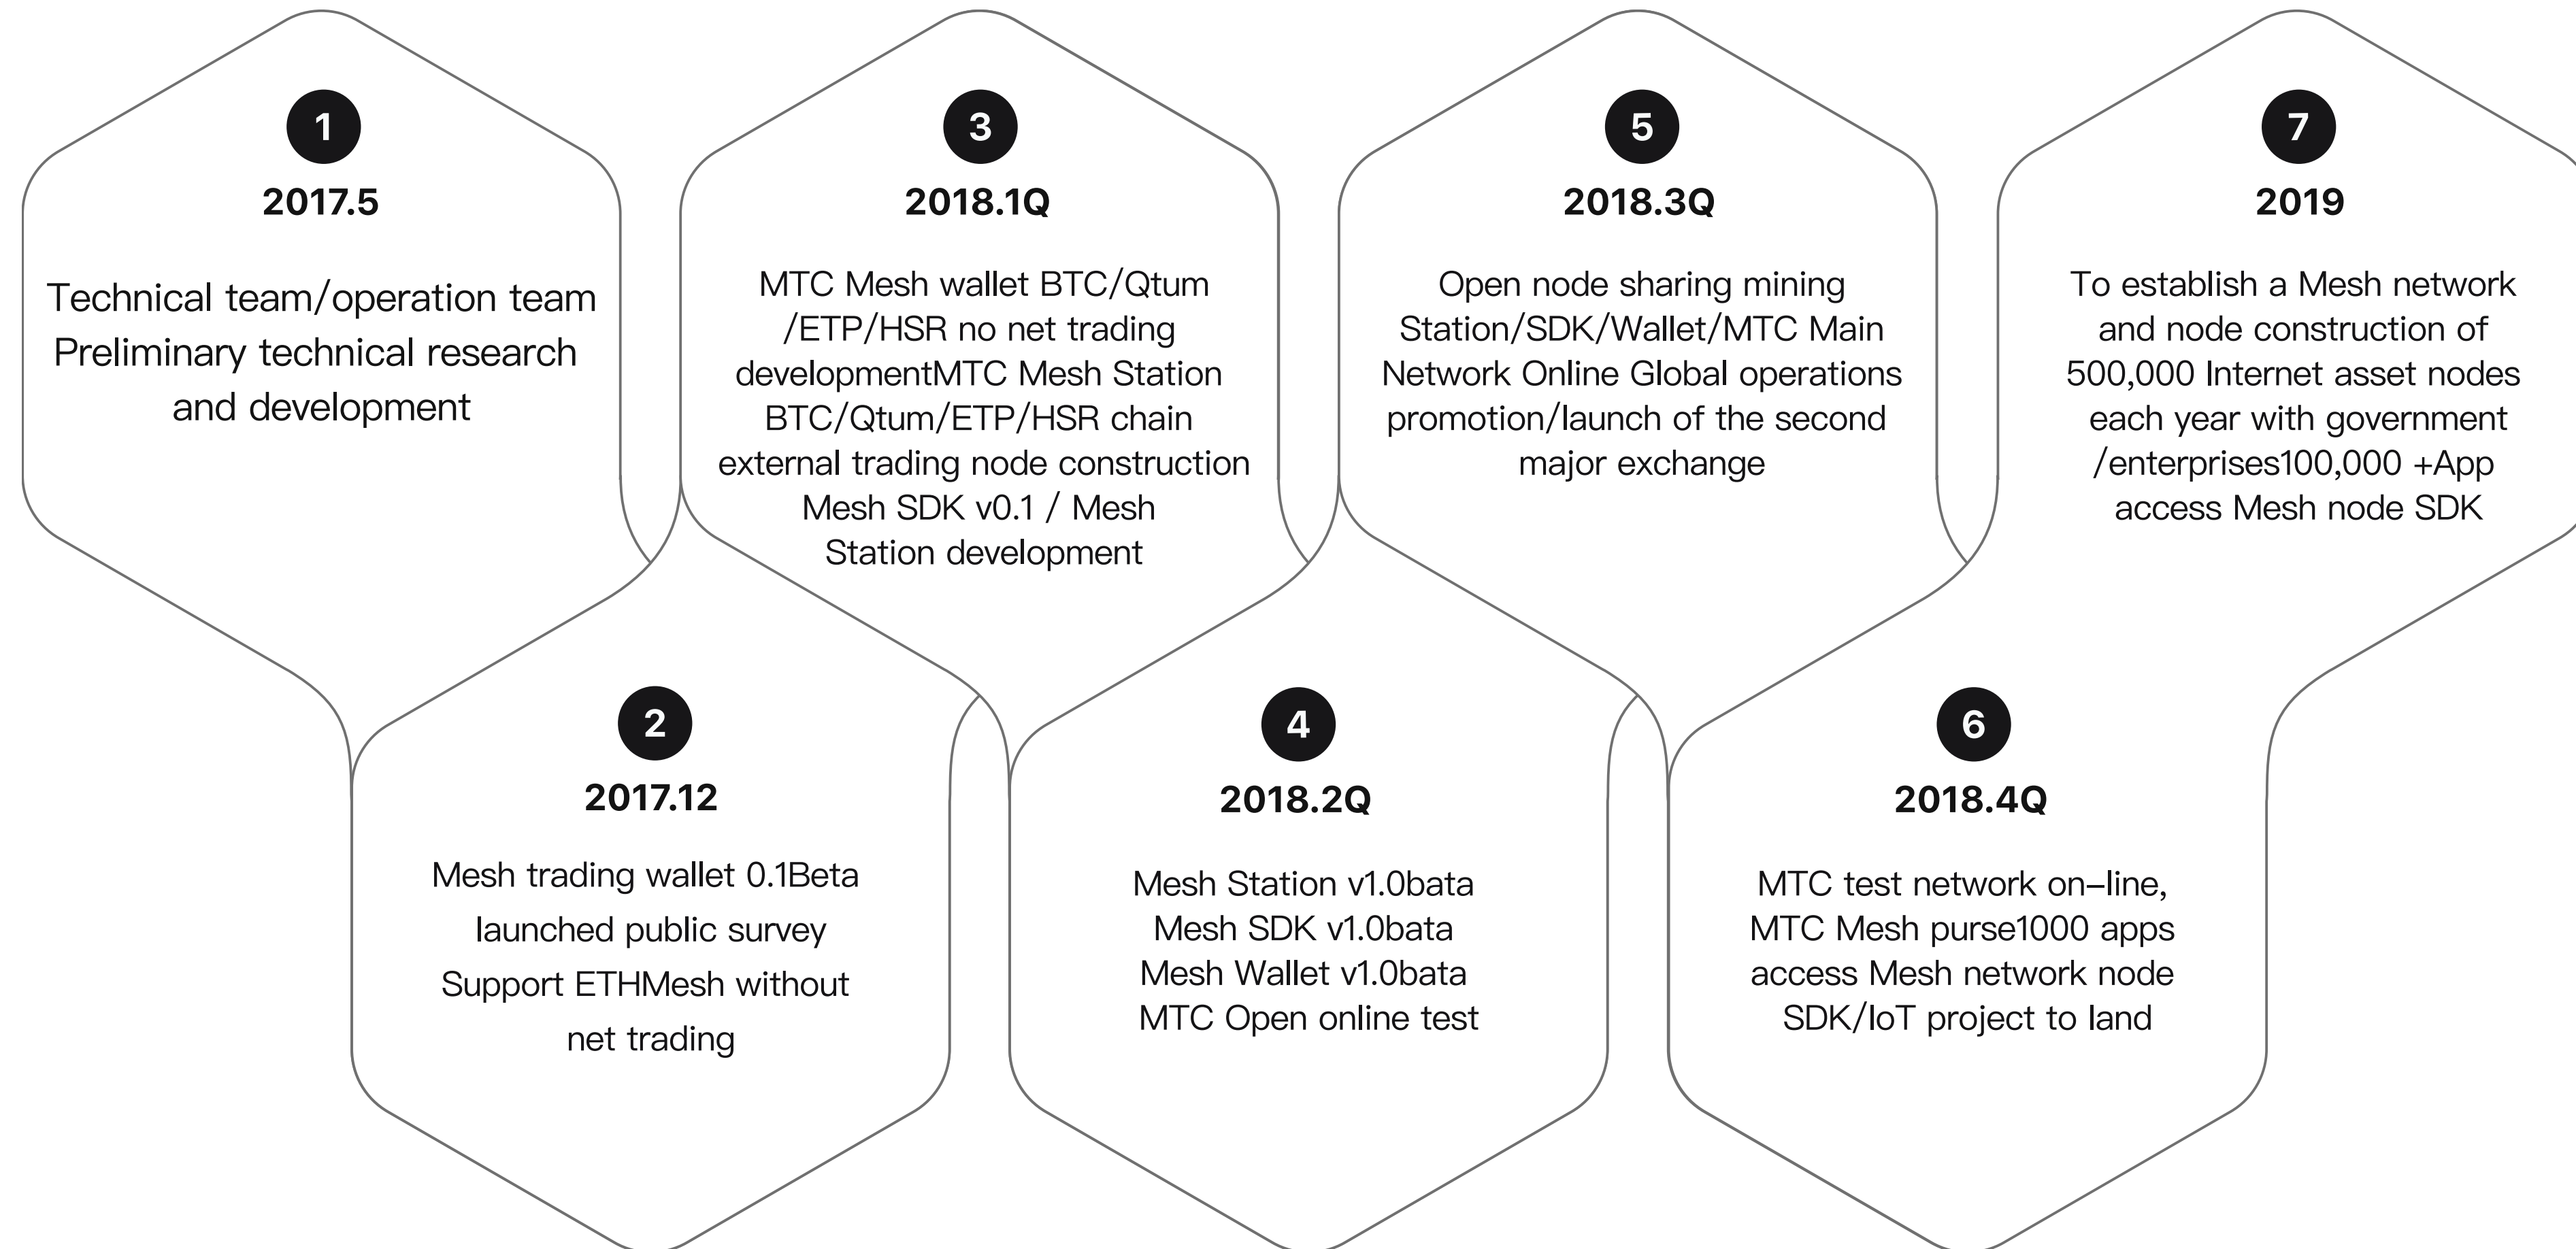 1
2017.5
Technical team/operation team
Preliminary technical research
and development
2
2017.12
Mesh trading wallet 0.1Beta
launched public survey
Support ETHMesh without
net trading
3
2018.1Q
MTC Mesh wallet BTC/Qtum
/ETP/HSR no net trading
developmentMTC Mesh Station
BTC/Qtum/ETP/HSR chain
external trading node construction
Mesh SDK v0.1 / Mesh
Station development
4
2018.2Q
Mesh Station v1.0bata
Mesh SDK v1.0bata
Mesh Wallet v1.0bata
MTC Open online test
5
2018.3Q
Open node sharing mining
Station/SDK/Wallet/MTC Main
Network Online Global operations
promotion/launch of the second
major exchange
6
2018.4Q
MTC test network on–line,
MTC Mesh purse1000 apps
access Mesh network node
SDK/IoT project to land
7
2019
To establish a Mesh network
and node construction of
500,000 Internet asset nodes
each year with government
/enterprises100,000 +App
access Mesh node SDK